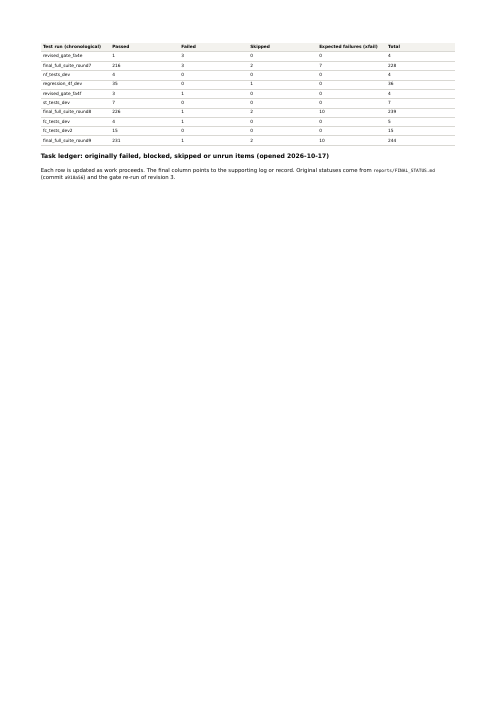 Test run (chronological) Passed Failed Skipped Expected failures (xfail) Total
revised_gate_fa4e 1 3 0 0 4
final_full_suite_round7 216 3 2 7 228
nf_tests_dev 4 0 0 0 4
regression_4f_dev 35 0 1 0 36
revised_gate_fa4f 3 1 0 0 4
st_tests_dev 7 0 0 0 7
final_full_suite_round8 226 1 2 10 239
fc_tests_dev 4 1 0 0 5
fc_tests_dev2 15 0 0 0 15
final_full_suite_round9 231 1 2 10 244
Task ledger: originally failed, blocked, skipped or unrun items (opened 2026-10-17)
Each row is updated as work proceeds. The final column points to the supporting log or record. Original statuses come from reports/FINAL_STATUS.md
(commit and the gate re-run of revision 3.